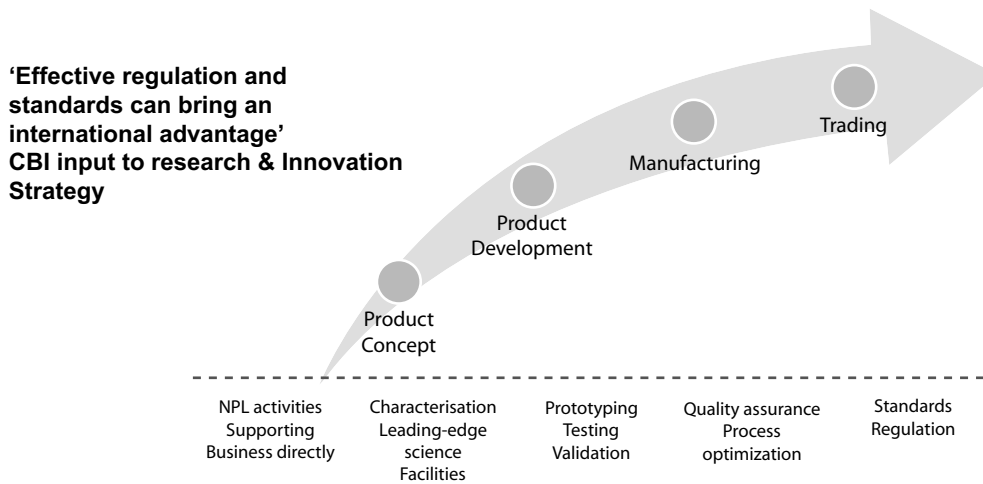 ‘Effective regulation and
standards can bring an
international advantage’
CBI input to research & Innovation
Strategy
Trading
Manufacturing
Product
Development
Product
Concept
NPL activities
Supporting
Business directly
Characterisation
Leading-edge
science
Facilities
Prototyping
Testing
Validation
Quality assurance
Process
optimization
Standards
Regulation